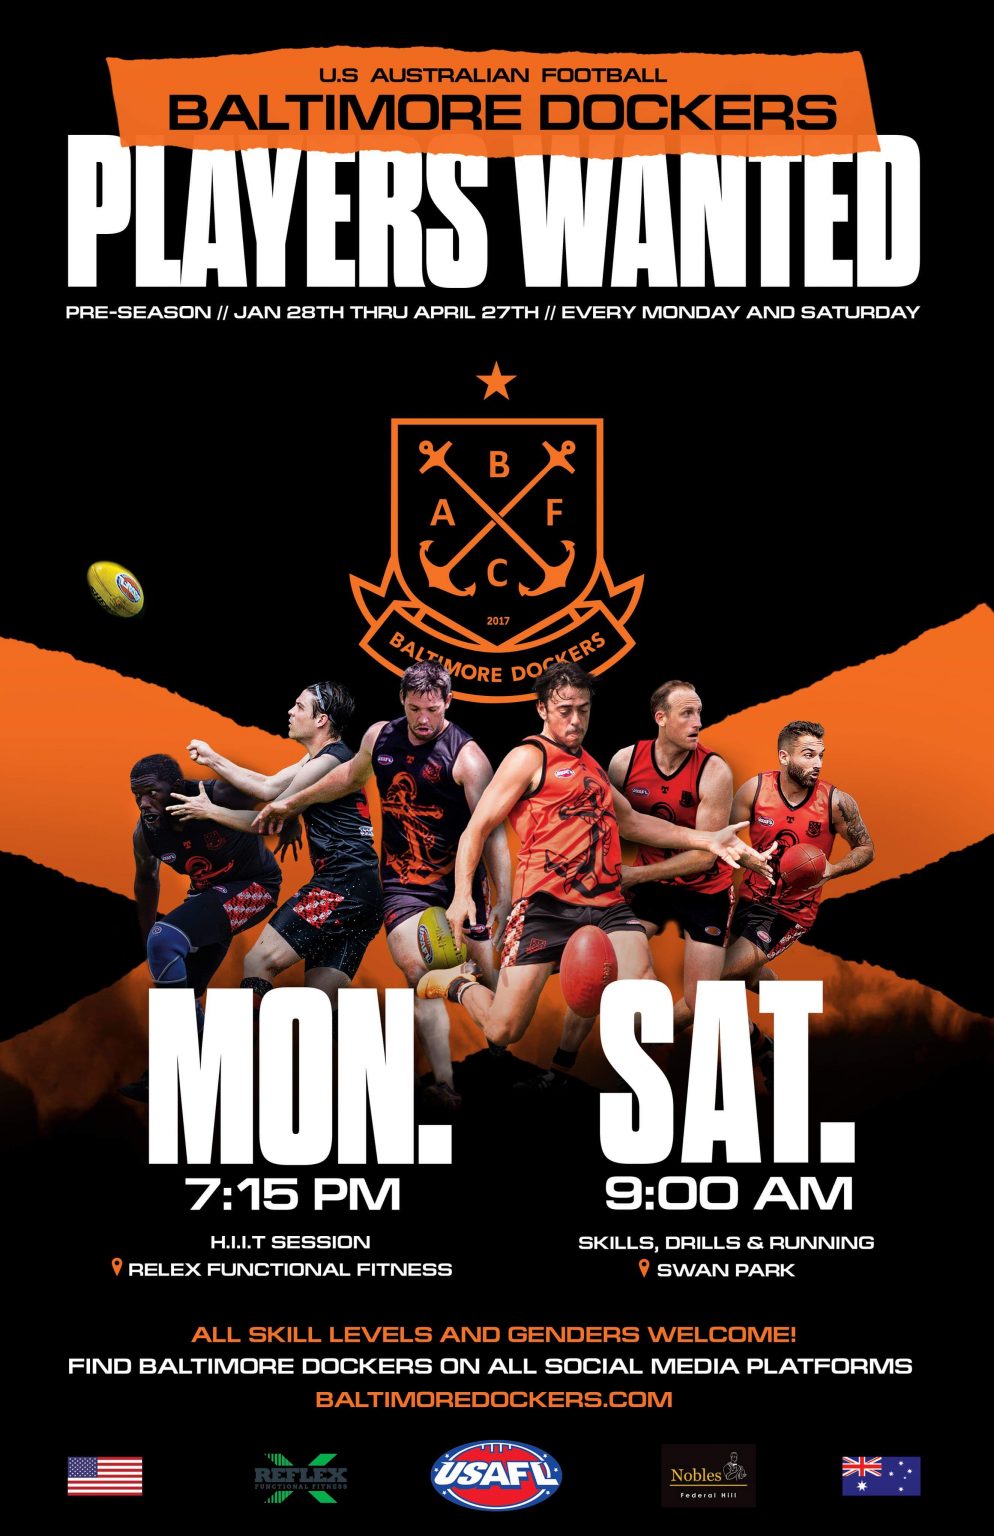 U.S AUSTRALIAN FOOTBALL
BALTIMORE DOCKERS
PLAYERS WANTED
PRE-SEASON // JAN 28TH THRU APRIL 27TH // EVERY MONDAY AND SATURDAY
B
A F
C
2017
BALTIMORE DOCKERS
MON.
7:15 PM
H.I.I.T SESSION
RELEX FUNCTIONAL FITNESS
SAT.
9:00 AM
SKILLS, DRILLS & RUNNING
SWAN PARK
ALL SKILL LEVELS AND GENDERS WELCOME!
FIND BALTIMORE DOCKERS ON ALL SOCIAL MEDIA PLATFORMS
BALTIMOREDOCKERS.COM
REFLEX
FUNCTIONAL FITNESS
USAFL
Nobles
Federal Hill